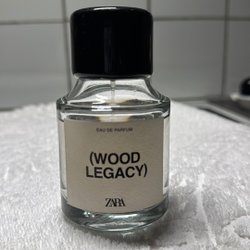 EAU DE PARFUM
(WOOD
LEGACY)
ZARA